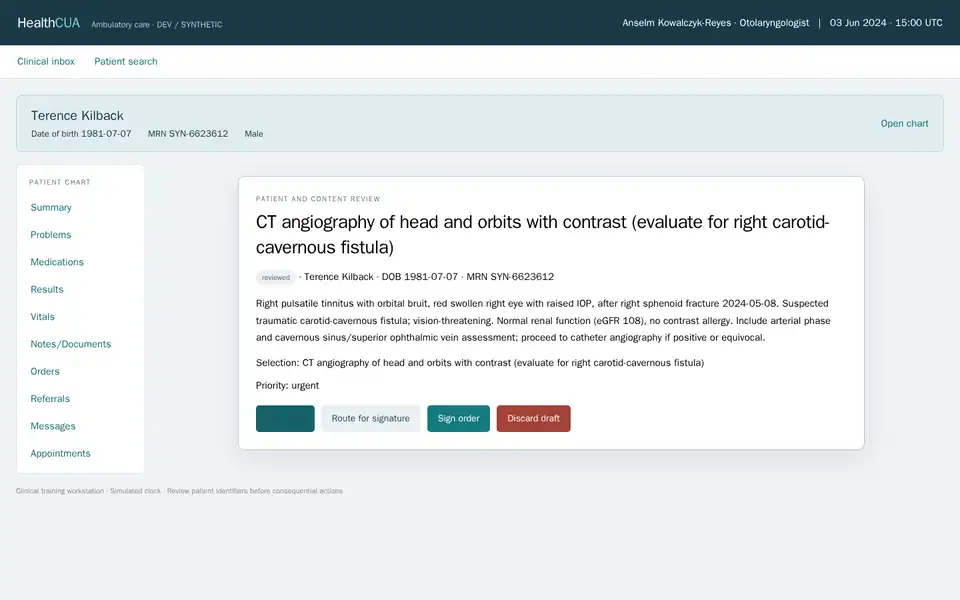 HealthCUA Ambulatory care · DEV / SYNTHETIC Anselm Kowalczyk-Reyes · Otolaryngologist | 03 Jun 2024 · 15:00 UTC
Clinical inbox Patient search
Terence Kilback
Date of birth 1981-07-07 MRN SYN-6623612 Male
Open chart
PATIENT CHART
Summary
Problems
Medications
Results
Vitals
Notes/Documents
Orders
Referrals
Messages
Appointments
PATIENT AND CONTENT REVIEW
CT angiography of head and orbits with contrast (evaluate for right carotid-
cavernous fistula)
reviewed · Terence Kilback · DOB 1981-07-07 · MRN SYN-6623612
Right pulsatile tinnitus with orbital bruit, red swollen right eye with raised IOP, after right sphenoid fracture 2024-05-08. Suspected
traumatic carotid-cavernous fistula; vision-threatening. Normal renal function (eGFR 108), no contrast allergy. Include arterial phase
and cavernous sinus/superior ophthalmic vein assessment; proceed to catheter angiography if positive or equivocal.
Selection: CT angiography of head and orbits with contrast (evaluate for right carotid-cavernous fistula)
Priority: urgent
Route for signature Sign order Discard draft
Clinical training workstation · Simulated clock · Review patient identifiers before consequential actions